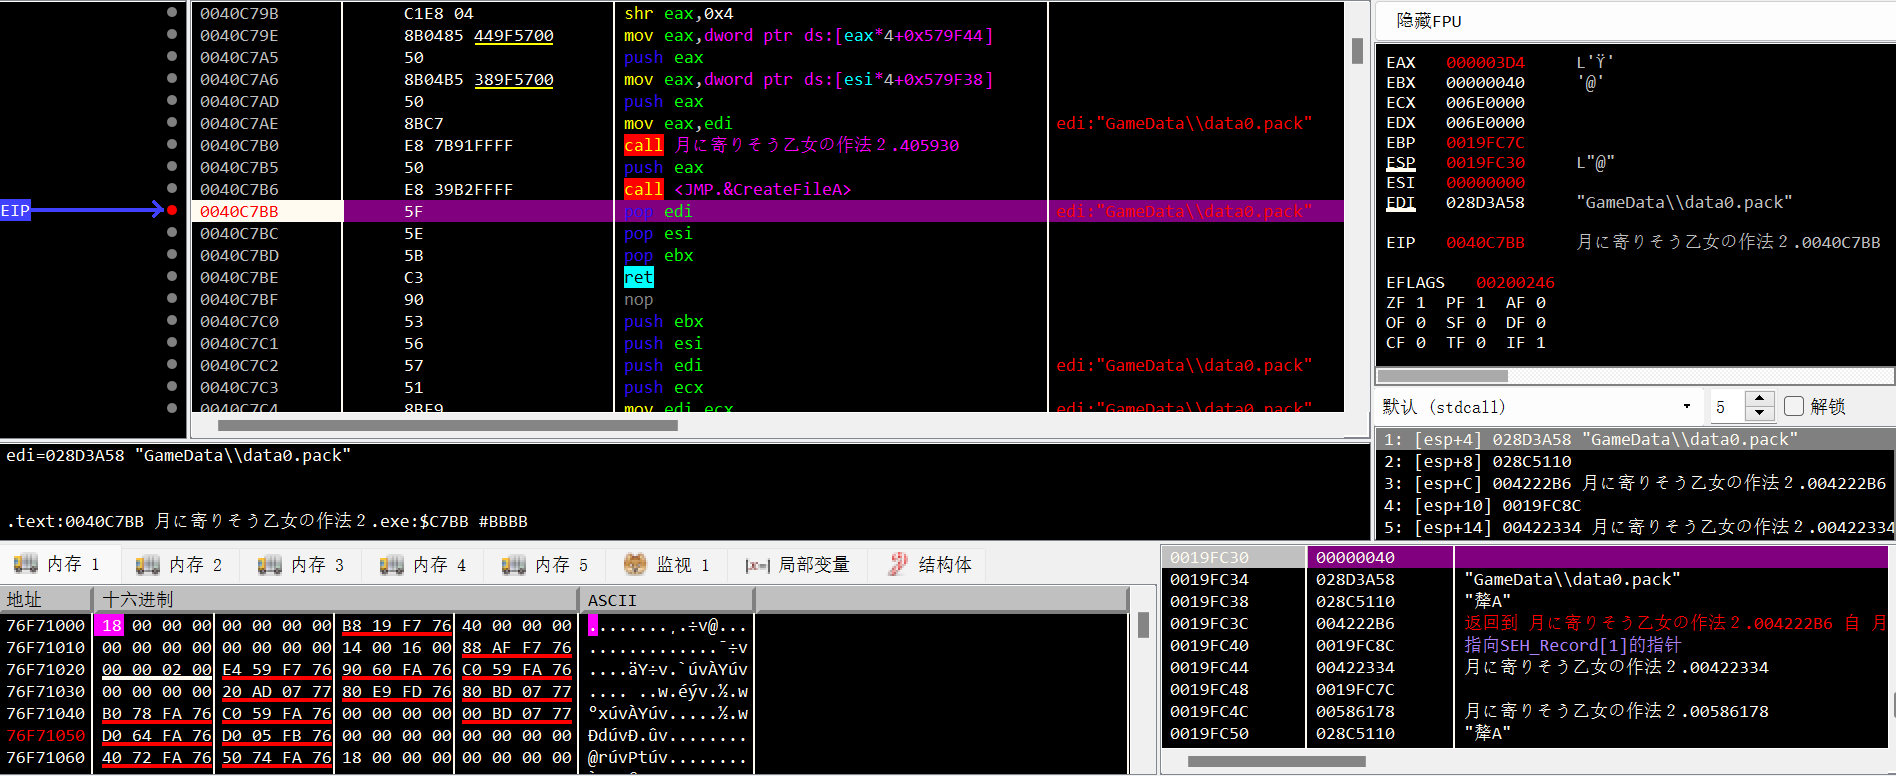 0040C79B C1E8 04 shr eax,0x4
0040C79E 8B0485 449F5700 mov eax,dword ptr ds:[eax*4+0x579F44]
0040C7A5 50 push eax
0040C7A6 8B04B5 389F5700 mov eax,dword ptr ds:[esi*4+0x579F38]
0040C7AD 50 push eax
0040C7AE 8BC7 mov eax,edi edi:"GameData\\data0.pack"
0040C7B0 E8 7B91FFFF call 月に寄りそう乙女の作法２.405930
0040C7B5 50 push eax
0040C7B6 E8 39B2FFFF call <JMP.&CreateFileA>
EIP 0040C7BB 5F pop edi edi:"GameData\\data0.pack"
0040C7BC 5E pop esi
0040C7BD 5B pop ebx
0040C7BE C3 ret
0040C7BF 90 nop
0040C7C0 53 push ebx
0040C7C1 56 push esi
0040C7C2 57 push edi edi:"GameData\\data0.pack"
0040C7C3 51 push ecx
0040C7C4 8BF9 mov edi,ecx edi:"GameData\\data0.pack"
隐藏FPU
EAX 000003D4 L'Ϋ'
EBX 00000040 '@'
ECX 006E0000
EDX 006E0000
EBP 0019FC7C
ESP 0019FC30 L"@"
ESI 00000000
EDI 028D3A58 "GameData\\data0.pack"
EIP 0040C7BB 月に寄りそう乙女の作法２.0040C7BB
EFLAGS 00200246
ZF 1 PF 1 AF 0
OF 0 SF 0 DF 0
CF 0 TF 0 IF 1
默认 (stdcall) 5 解锁
1: [esp+4] 028D3A58 "GameData\\data0.pack"
2: [esp+8] 028C5110
3: [esp+C] 004222B6 月に寄りそう乙女の作法２.004222B6
4: [esp+10] 0019FC8C
5: [esp+14] 00422334 月に寄りそう乙女の作法２.00422334
edi=028D3A58 "GameData\\data0.pack"
.text:0040C7BB 月に寄りそう乙女の作法２.exe:$C7BB #BBBB
内存 1 内存 2 内存 3 内存 4 内存 5 监视 1 局部变量 结构体
地址 十六进制 ASCII
76F71000 18 00 00 00 00 00 00 00 B8 19 F7 76 40 00 00 00 ........¸.÷v@...
76F71010 00 00 00 00 00 00 00 00 14 00 16 00 88 AF F7 76 .............¯÷v
76F71020 00 00 02 00 E4 59 F7 76 90 60 FA 76 C0 59 FA 76 ....äY÷v.`úvÀYúv
76F71030 00 00 00 00 20 AD 07 77 80 E9 FD 76 80 BD 07 77 .... ..w.éýv.½.w
76F71040 B0 78 FA 76 C0 59 FA 76 00 00 00 00 00 BD 07 77 °xúvÀYúv.....½.w
76F71050 D0 64 FA 76 D0 05 FB 76 00 00 00 00 00 00 00 00 ÐdúvÐ.ûv........
76F71060 40 72 FA 76 50 74 FA 76 18 00 00 00 00 00 00 00 @rúvPtúv........
0019FC30 00000040
0019FC34 028D3A58 "GameData\\data0.pack"
0019FC38 028C5110 "犛A"
0019FC3C 004222B6 返回到 月に寄りそう乙女の作法２.004222B6 自 月
0019FC40 0019FC8C 指向SEH_Record[1]的指针
0019FC44 00422334 月に寄りそう乙女の作法２.00422334
0019FC48 0019FC7C
0019FC4C 00586178 月に寄りそう乙女の作法２.00586178
0019FC50 028C5110 "犛A"